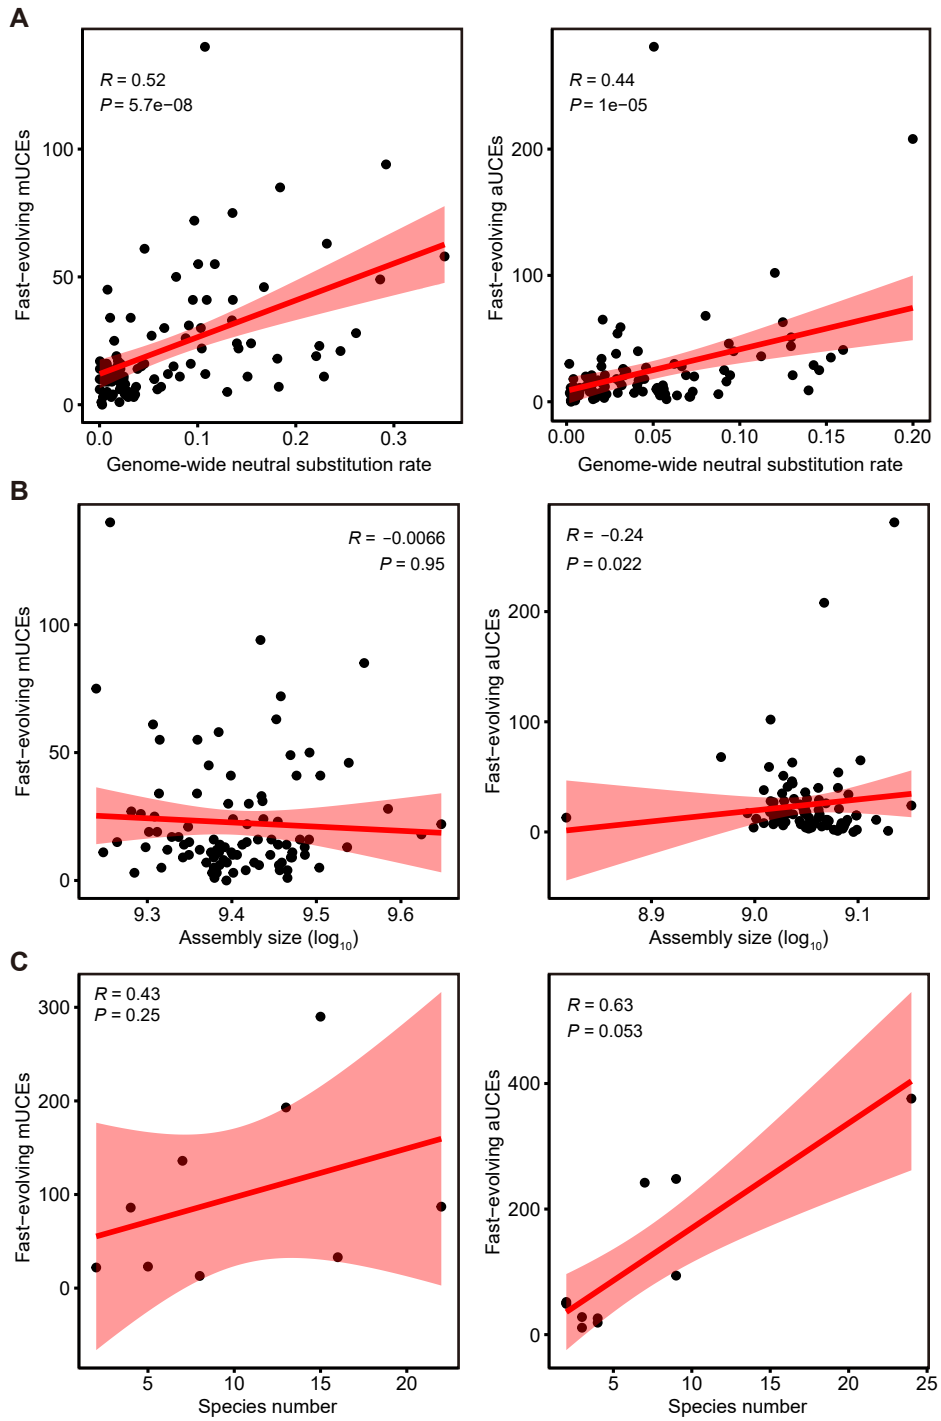 A
R = 0.52
P = 5.7e−08
Fast−evolving mUCEs
100
50
0
0.0
0.1
0.2
0.3
Genome-wide neutral substitution rate
R = 0.44
P = 1e−05
Fast−evolving aUCEs
200
100
0
0.00
0.05
0.10
0.15
0.20
Genome-wide neutral substitution rate
B
R = −0.0066
P = 0.95
Fast−evolving mUCEs
100
50
0
9.3
9.4
9.5
9.6
Assembly size (log10)
R = −0.24
P = 0.022
Fast−evolving aUCEs
200
100
0
8.9
9.0
9.1
Assembly size (log10)
C
R = 0.43
P = 0.25
Fast−evolving mUCEs
300
200
100
0
5
10
15
20
Species number
R = 0.63
P = 0.053
Fast−evolving aUCEs
400
200
0
5
10
15
20
25
Species number